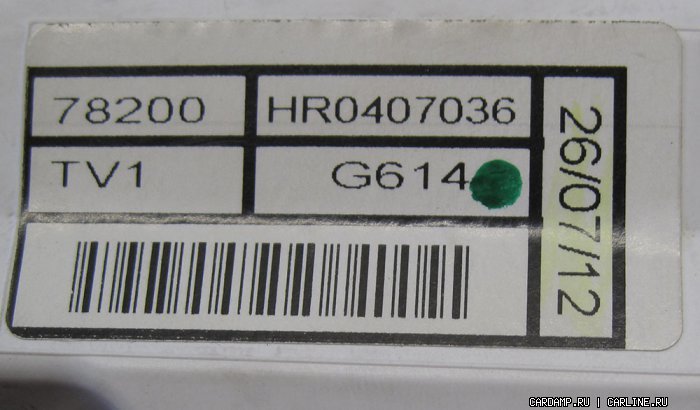 78200 HR0407036
TV1 G614
26/07/12
CARDAMP.RU | CARLINE.RU